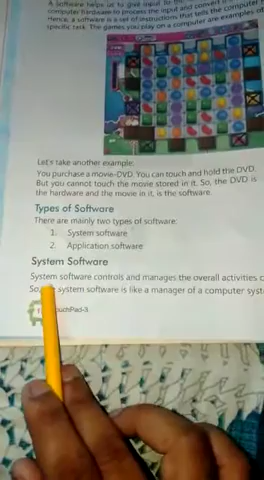 A software helps us to give input to the
computer hardware to process the input and convert it
Hence, a software is a set of instructions that tells the computer
specific task. The games you play on a computer are examples
Let's take another example:
You purchase a movie-DVD. You can touch and hold the DVD.
But you cannot touch the movie stored in it. So, the DVD is
the hardware and the movie in it, is the software.
Types of Software
There are mainly two types of software:
1. System software
2. Application software
System Software
System software controls and manages the overall activities
So, system software is like a manager of a computer
TouchPad-3